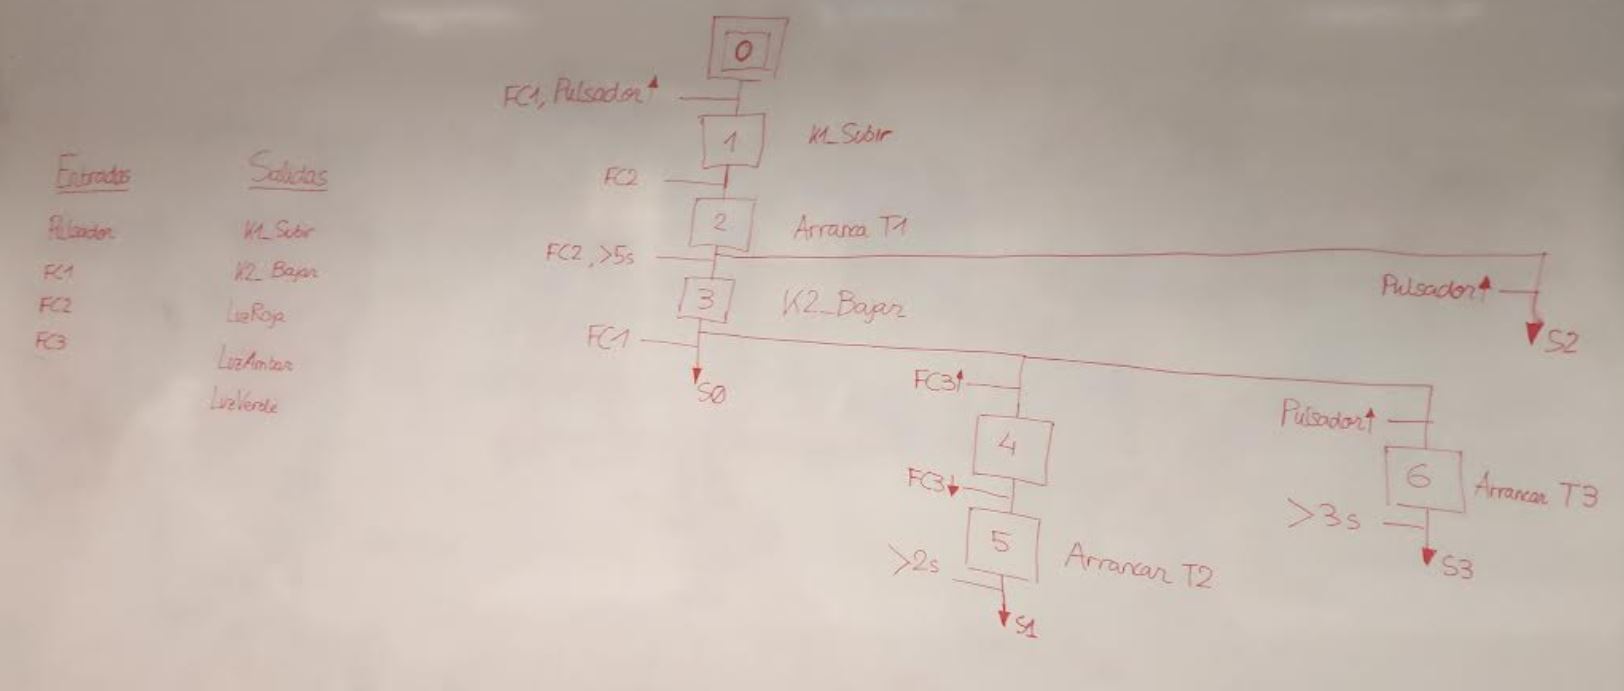 Entradas
Pulsador
FC1
FC2
FC3
Salidas
K1_Subir
K2_Bajar
LuzRoja
LuzAmbar
LuzVerde
0
FC1, Pulsador↑
1
K1_Subir
FC2
2
Arranca T1
FC2, >5s
Pulsador↑
S2
3
K2_Bajar
FC1
S0
FC3↑
4
FC3↓
5
Arrancar T2
>2s
S1
Pulsador↑
6
Arrancar T3
>3s
S3